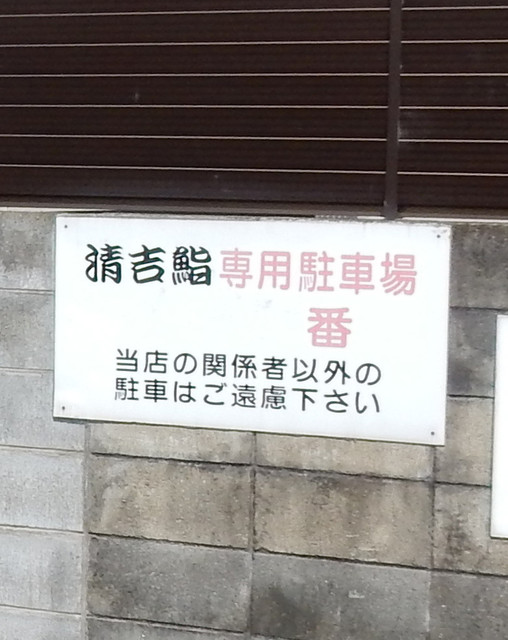 清吉鮨専用駐車場
番
当店の関係者以外の
駐車はご遠慮下さい